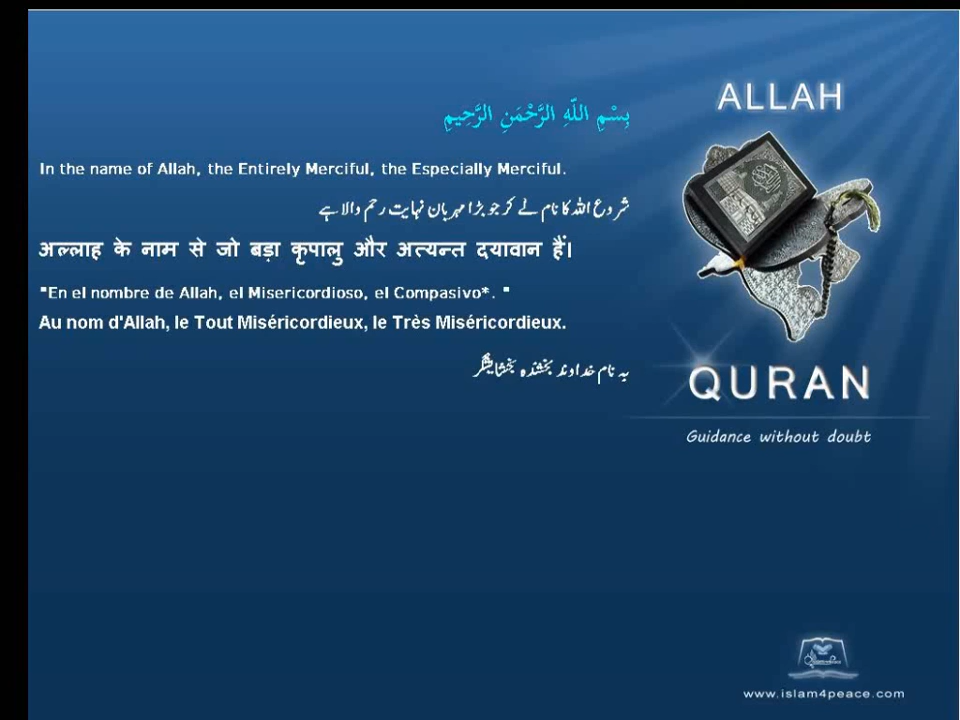 بِسْمِ اللَّهِ الرَّحْمَنِ الرَّحِيمِ
In the name of Allah, the Entirely Merciful, the Especially Merciful.
شروع اللہ کا نام لے کر جو بڑا مہربان نہایت رحم والا ہے
अल्लाह के नाम से जो बड़ा कृपालु और अत्यन्त दयावान हैं।
"En el nombre de Allah, el Misericordioso, el Compasivo*. "
Au nom d'Allah, le Tout Miséricordieux, le Très Miséricordieux.
به نام خداوند بخشنده بخشایشگر
ALLAH
QURAN
Guidance without doubt
www.islam4peace.com